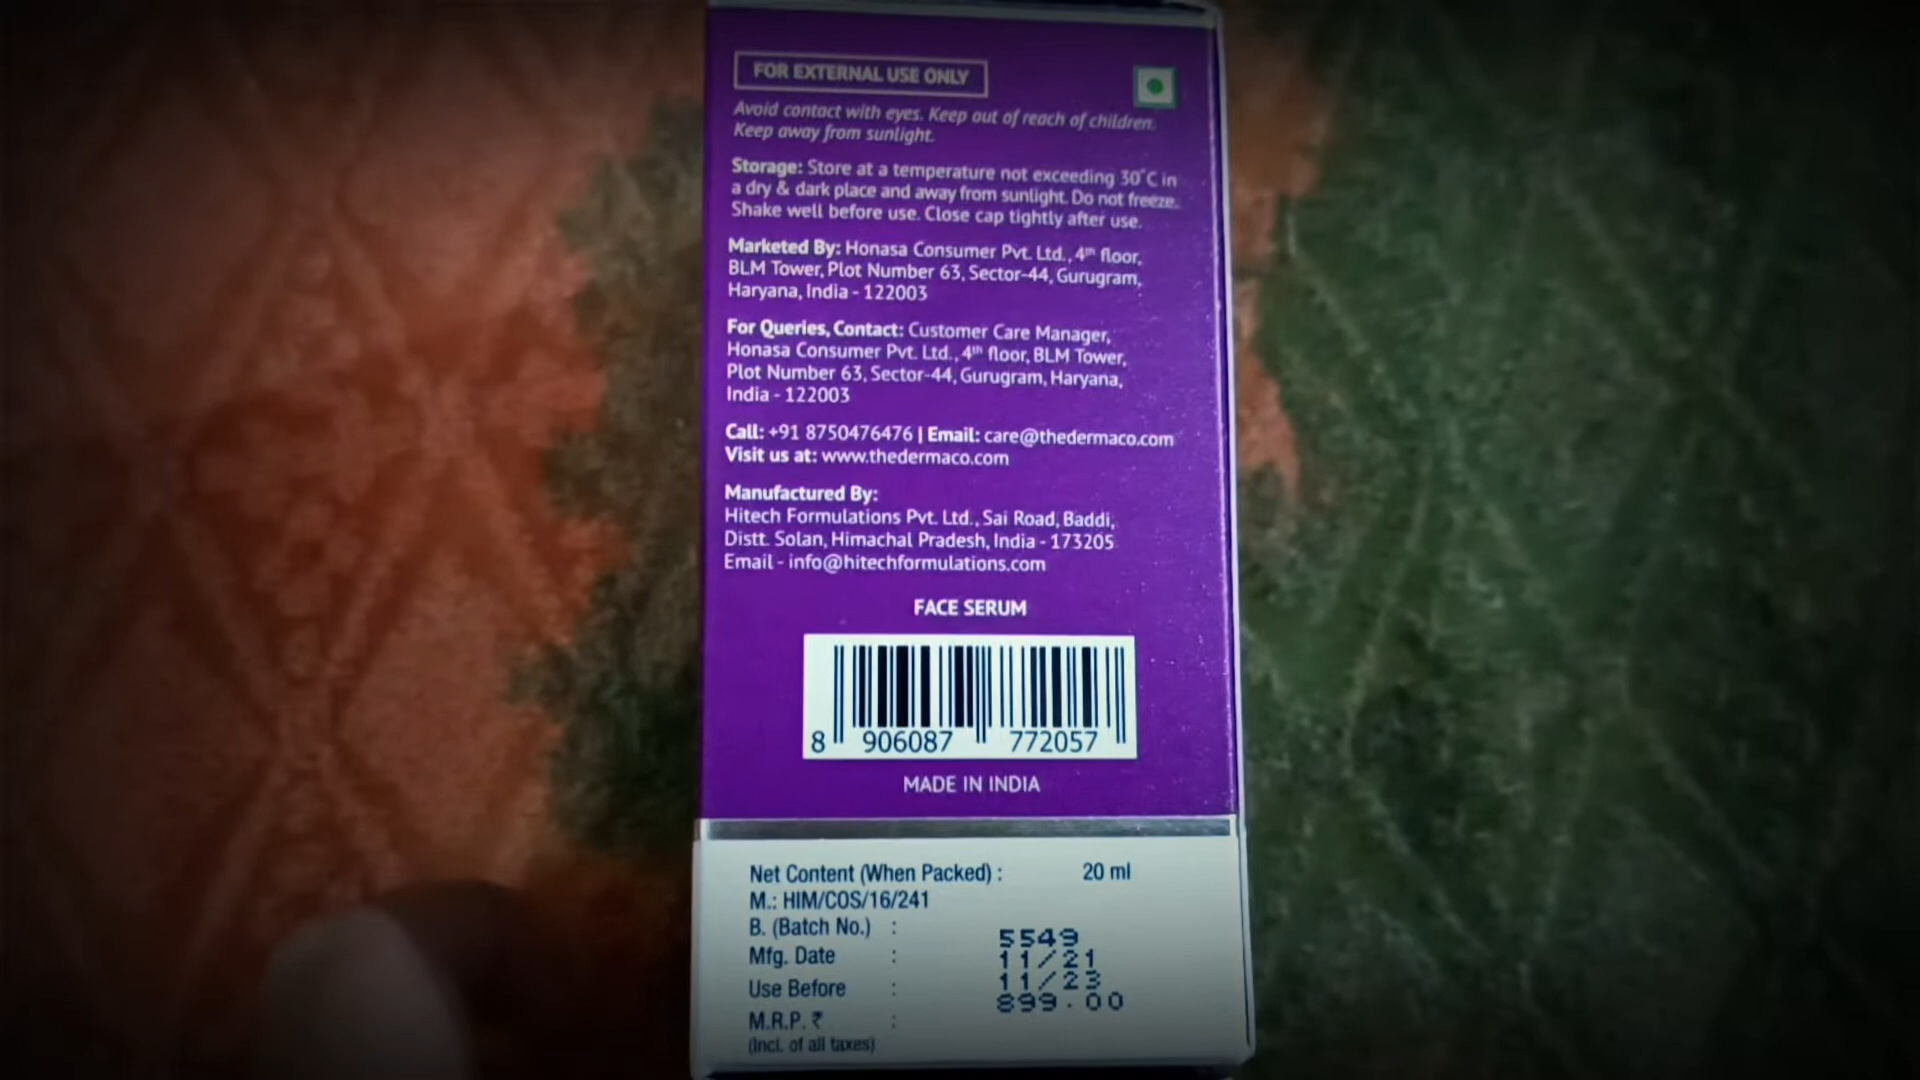 FOR EXTERNAL USE ONLY
Avoid contact with eyes. Keep out of reach of children.
Keep away from sunlight.
Storage: Store at a temperature not exceeding 30°C in
a dry & dark place and away from sunlight. Do not freeze.
Shake well before use. Close cap tightly after use.
Marketed By: Honasa Consumer Pvt. Ltd., 4th floor,
BLM Tower, Plot Number 63, Sector-44, Gurugram,
Haryana, India - 122003
For Queries, Contact: Customer Care Manager,
Honasa Consumer Pvt. Ltd., 4th floor, BLM Tower,
Plot Number 63, Sector-44, Gurugram, Haryana,
India - 122003
Call: +91 8750476476 | Email: care@thedermaco.com
Visit us at: www.thedermaco.com
Manufactured By:
Hitech Formulations Pvt. Ltd., Sai Road, Baddi,
Distt. Solan, Himachal Pradesh, India - 173205
Email - info@hitechformulations.com
FACE SERUM
8 906087 772057
MADE IN INDIA
Net Content (When Packed) : 20 ml
M.: HIM/COS/16/241
B. (Batch No.) : 5549
Mfg. Date : 11/21
Use Before : 11/23
M.R.P. ₹ : 899.00
(Incl. of all taxes)